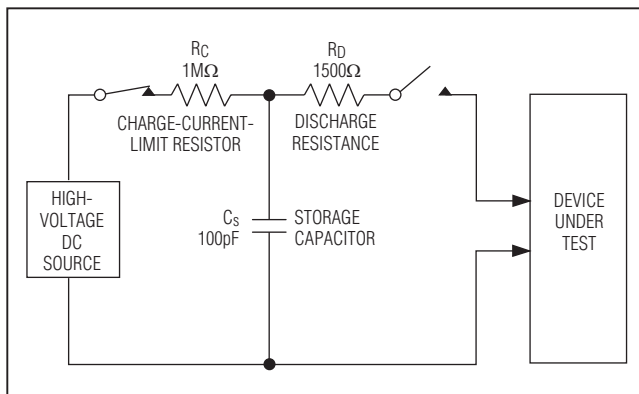 RC
1MΩ
CHARGE-CURRENT-
LIMIT RESISTOR
RD
1500Ω
DISCHARGE
RESISTANCE
HIGH-
VOLTAGE
DC
SOURCE
CS
100pF
STORAGE
CAPACITOR
DEVICE
UNDER
TEST